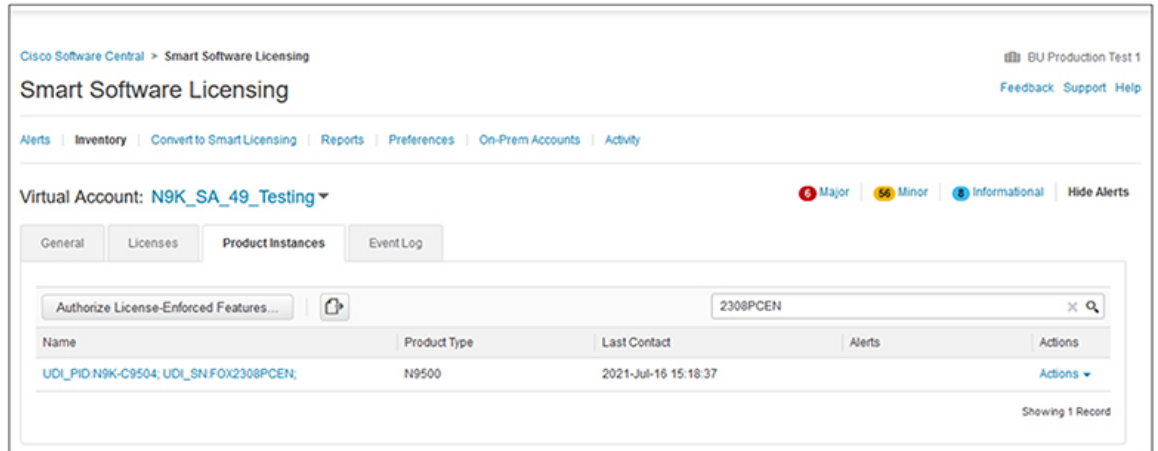 Cisco Software Central > Smart Software Licensing
BU Production Test 1
Smart Software Licensing
Feedback Support Help
Alerts | Inventory | Convert to Smart Licensing | Reports | Preferences | On-Prem Accounts | Activity
Virtual Account: N9K_SA_49_Testing
6 Major | 56 Minor | 8 Informational | Hide Alerts
General Licenses Product Instances Event Log
Authorize License-Enforced Features...
2308PCEN
Name Product Type Last Contact Alerts Actions
UDI_PID:N9K-C9504; UDI_SN:FOX2308PCEN; N9500 2021-Jul-16 15:18:37 Actions
Showing 1 Record